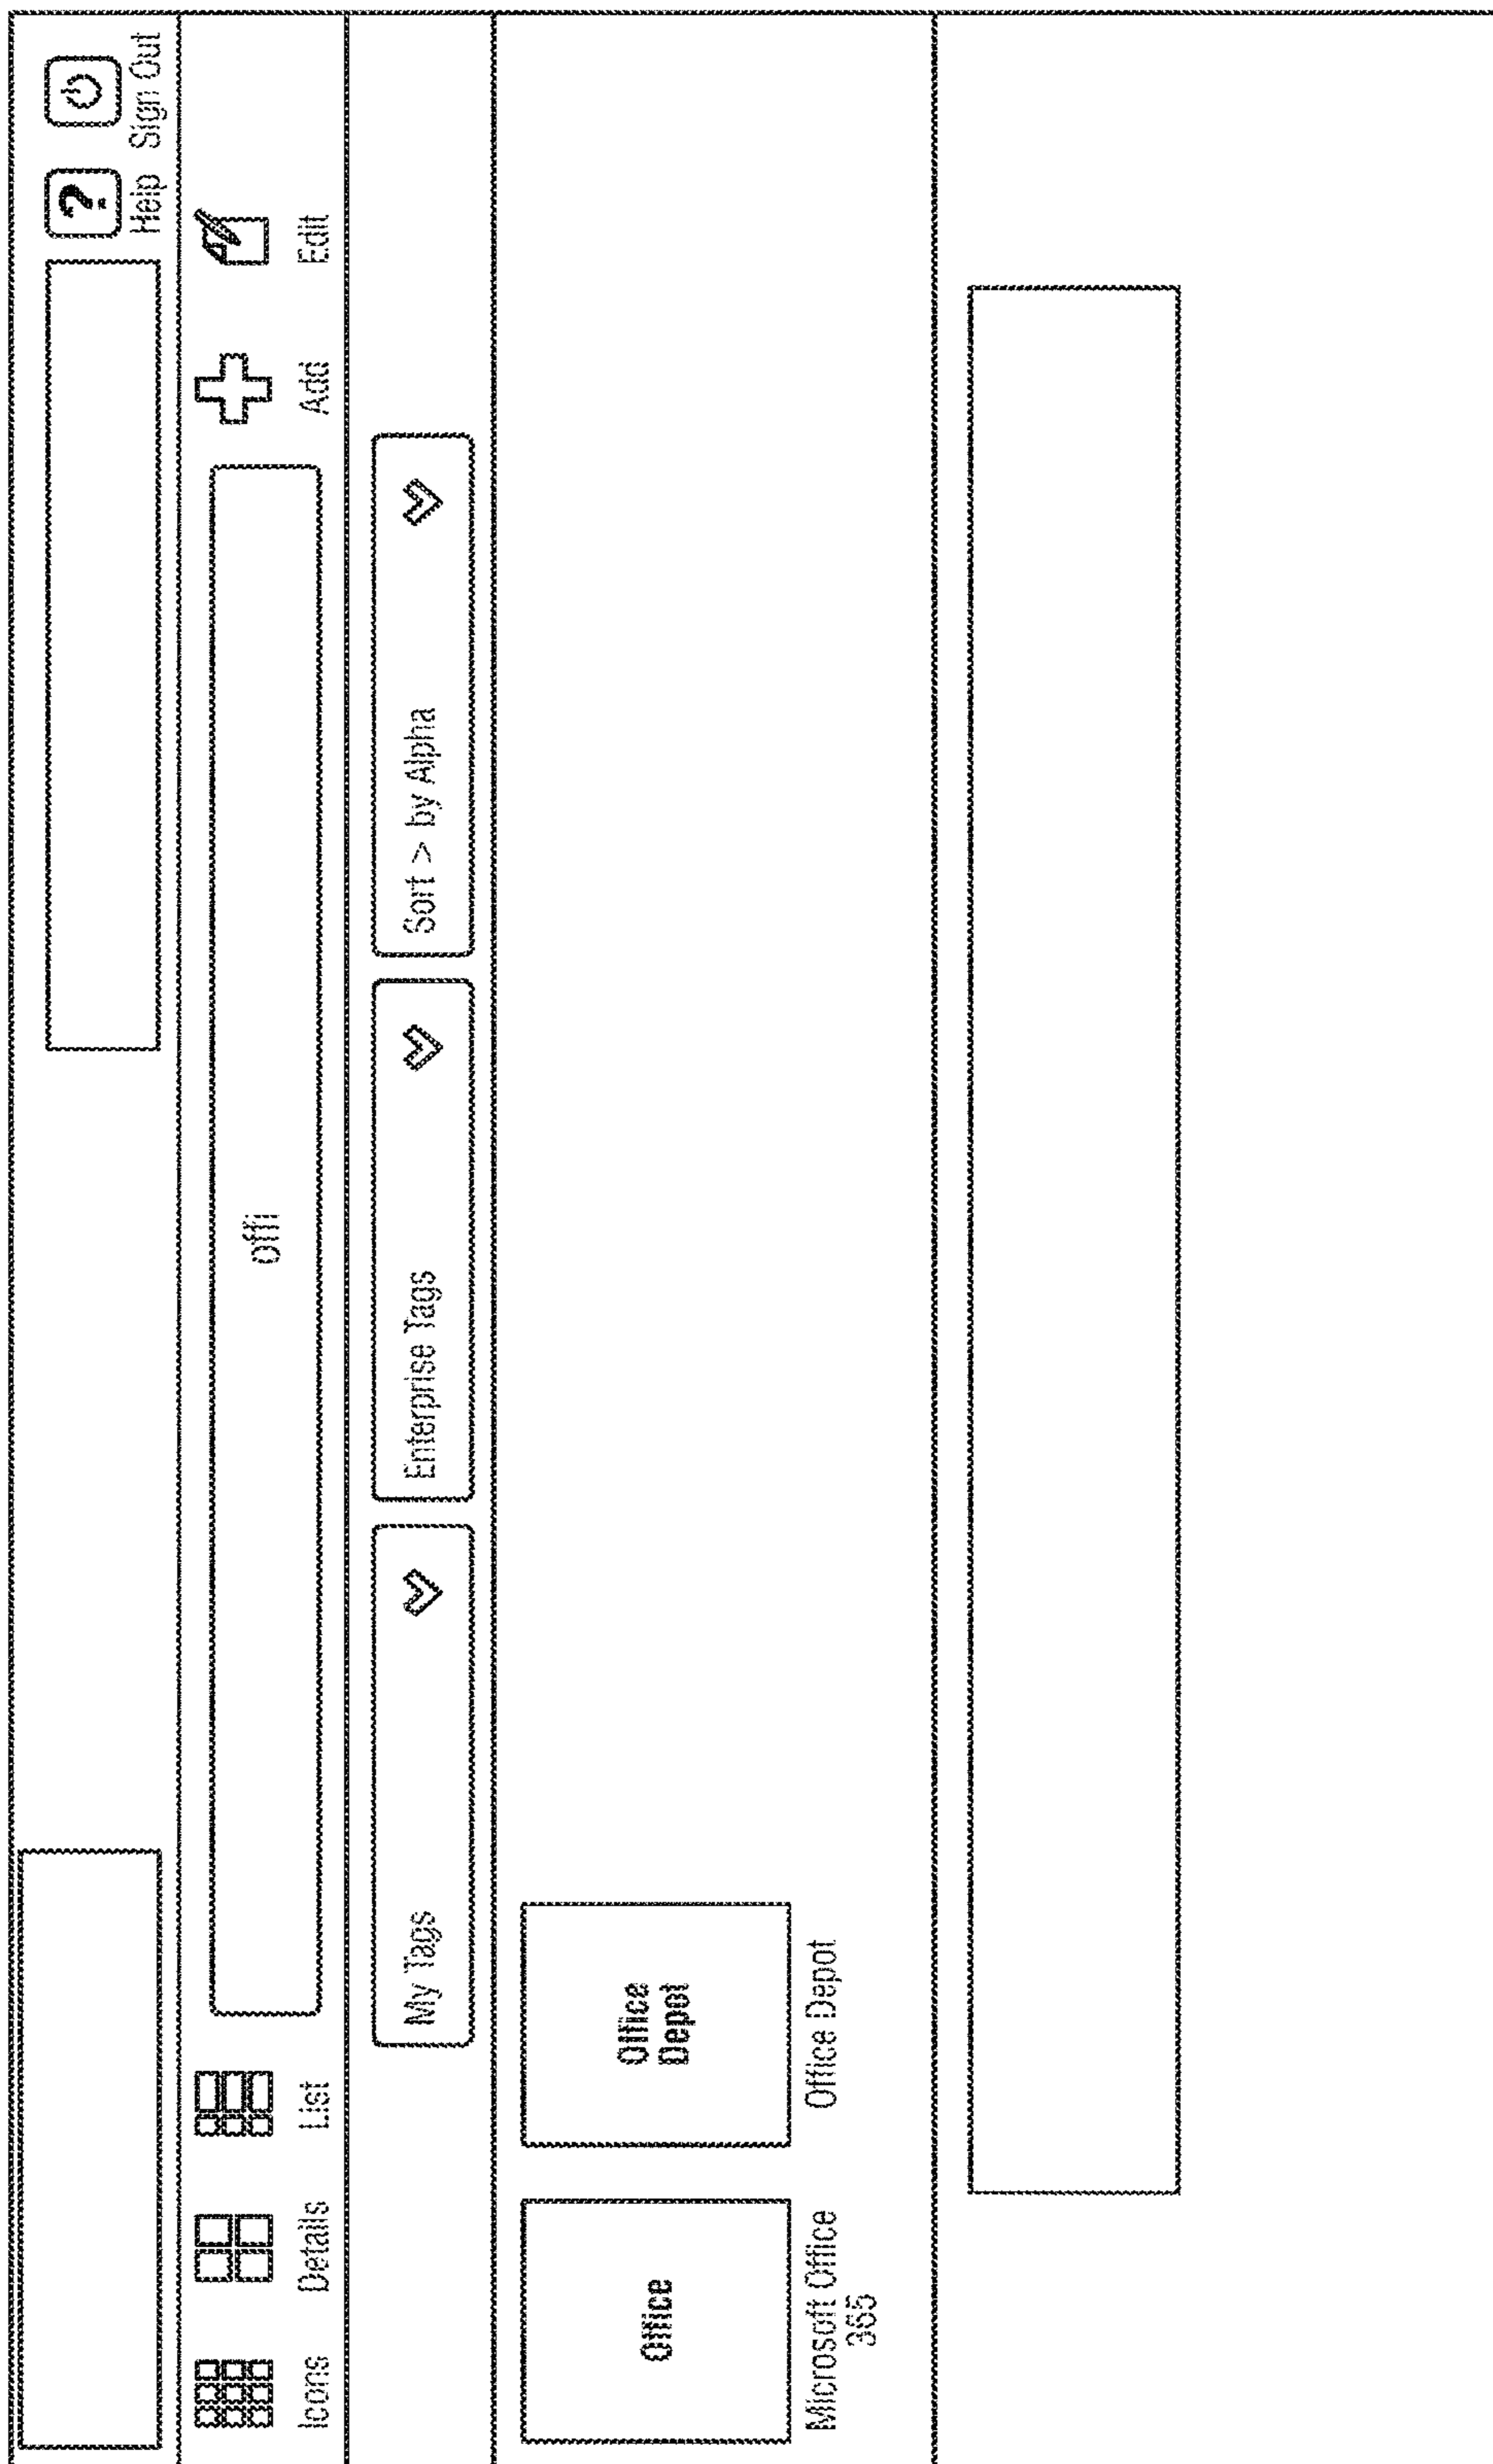 ? 
Help Sign Out
Icons Details List
offi
Add Edit
My Tags
Enterprise Tags
Sort > by Alpha
Office
Office
Depot
Microsoft Office
365
Office Depot